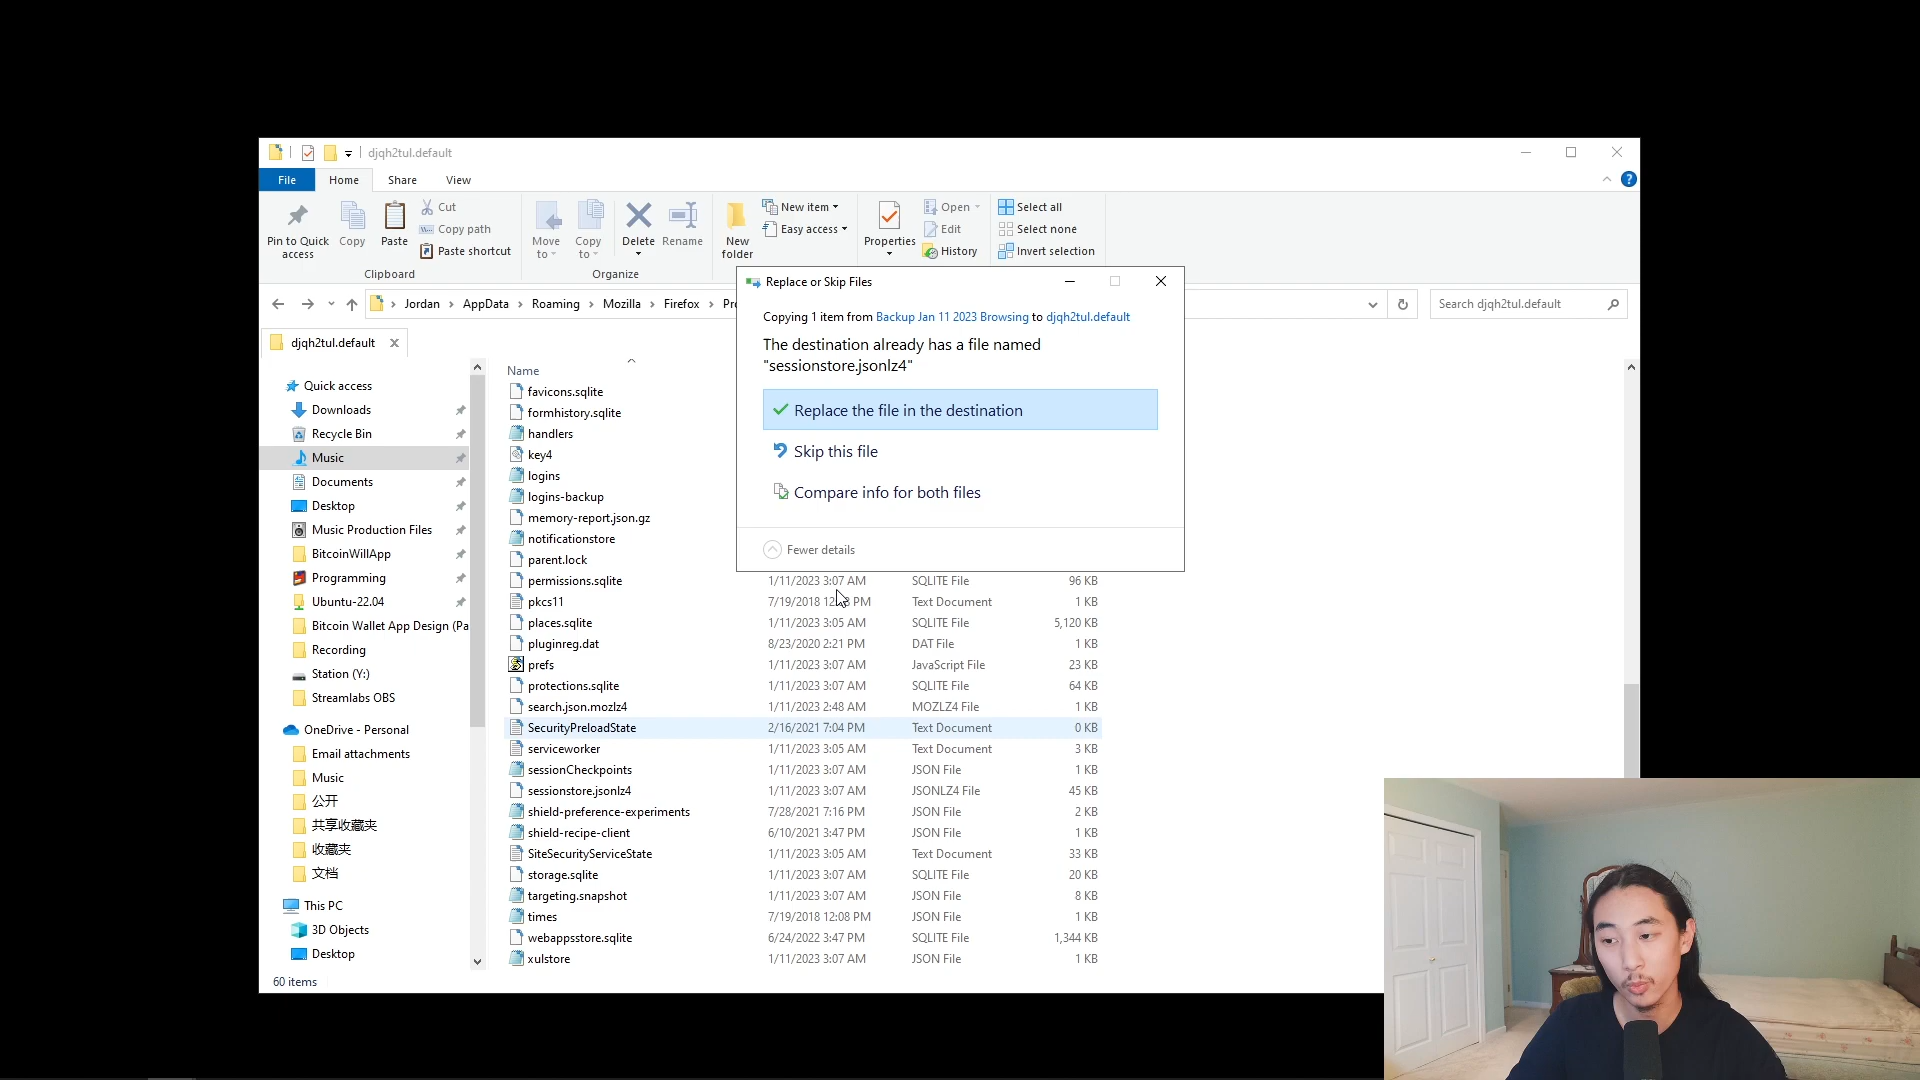 djqh2tul.default
File
Home
Share
View
Pin to Quick access
Copy
Paste
Cut
Copy path
Paste shortcut
Clipboard
Move to
Copy to
Delete
Rename
Organize
New folder
New item
Easy access
Properties
Open
Edit
History
Select all
Select none
Invert selection
Jordan
AppData
Roaming
Mozilla
Firefox
Search djqh2tul.default
djqh2tul.default
Replace or Skip Files
Copying 1 item from Backup Jan 11 2023 Browsing to djqh2tul.default
The destination already has a file named
"sessionstore.jsonlz4"
Replace the file in the destination
Skip this file
Compare info for both files
Fewer details
Quick access
Downloads
Recycle Bin
Music
Documents
Desktop
Music Production Files
BitcoinWillApp
Programming
Ubuntu-22.04
Bitcoin Wallet App Design (Pa
Recording
Station (Y:)
Streamlabs OBS
OneDrive - Personal
Email attachments
Music
公开
共享收藏夹
收藏夹
文档
This PC
3D Objects
Desktop
Name
favicons.sqlite
formhistory.sqlite
handlers
key4
logins
logins-backup
memory-report.json.gz
notificationstore
parent.lock
permissions.sqlite 1/11/2023 3:07 AM SQLITE File 96 KB
pkcs11 7/19/2018 PM Text Document 1 KB
places.sqlite 1/11/2023 3:05 AM SQLITE File 5,120 KB
pluginreg.dat 8/23/2020 2:21 PM DAT File 1 KB
prefs 1/11/2023 3:07 AM JavaScript File 23 KB
protections.sqlite 1/11/2023 3:07 AM SQLITE File 64 KB
search.json.mozlz4 1/11/2023 2:48 AM MOZLZ4 File 1 KB
SecurityPreloadState 2/16/2021 7:04 PM Text Document 0 KB
serviceworker 1/11/2023 3:05 AM Text Document 3 KB
sessionCheckpoints 1/11/2023 3:07 AM JSON File 1 KB
sessionstore.jsonlz4 1/11/2023 3:07 AM JSONLZ4 File 45 KB
shield-preference-experiments 7/28/2021 7:16 PM JSON File 2 KB
shield-recipe-client 6/10/2021 3:47 PM JSON File 1 KB
SiteSecurityServiceState 1/11/2023 3:05 AM Text Document 33 KB
storage.sqlite 1/11/2023 3:07 AM SQLITE File 20 KB
targeting.snapshot 1/11/2023 3:07 AM JSON File 8 KB
times 7/19/2018 12:08 PM JSON File 1 KB
webappsstore.sqlite 6/24/2022 3:47 PM SQLITE File 1,344 KB
xulstore 1/11/2023 3:07 AM JSON File 1 KB
60 items